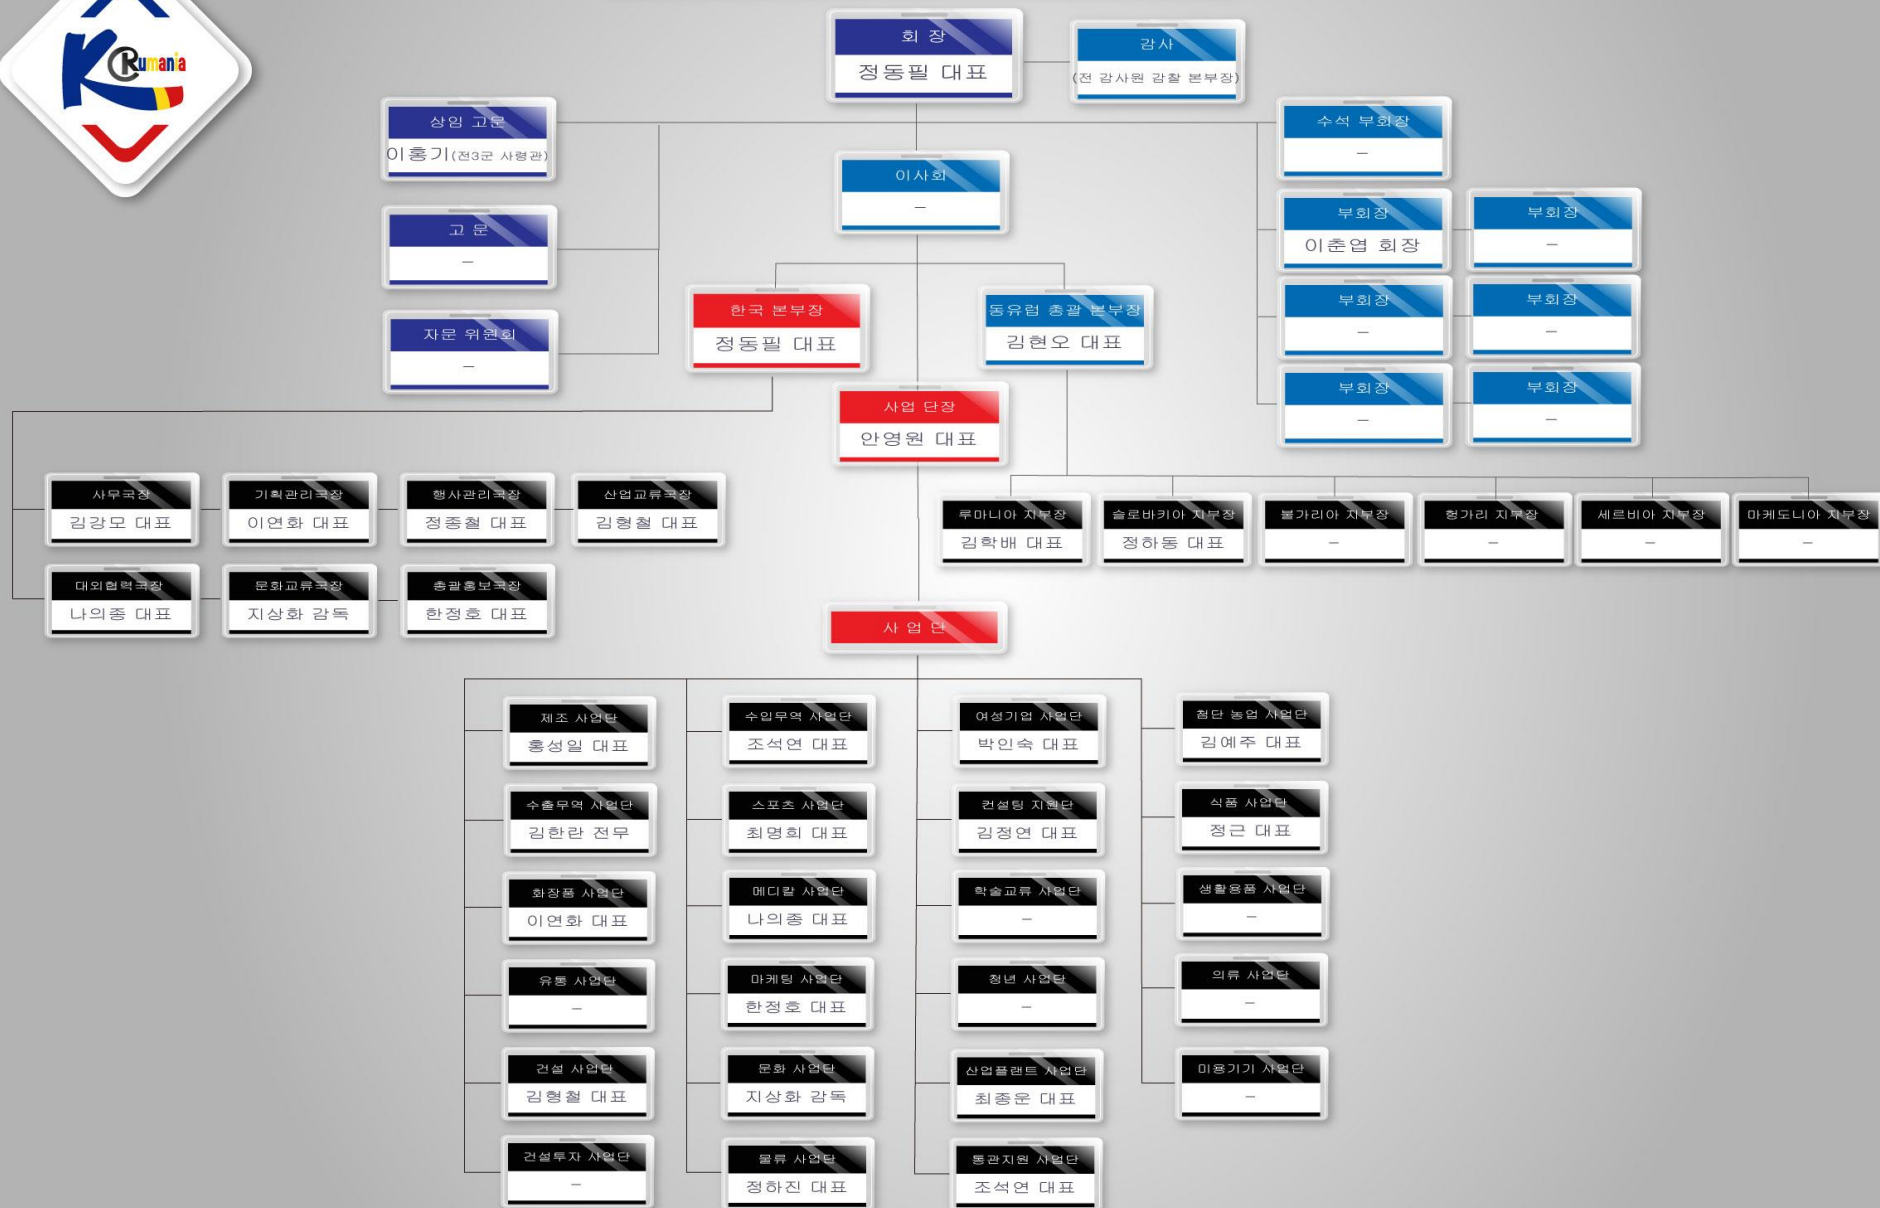 K CRumania
회 장
정동필 대표
감사
(전 감사원 감찰 본부장)
상임 고문
이홍기(전3군 사령관)
수석 부회장
–
이사회
–
고 문
–
부회장
이춘엽 회장
부회장
–
자문 위원회
–
한국 본부장
정동필 대표
동유럽 총괄 본부장
김현오 대표
부회장
–
부회장
–
사업 단장
안영원 대표
부회장
–
부회장
–
사무국장
김강모 대표
기획관리국장
이연화 대표
행사관리국장
정종철 대표
산업교류국장
김형철 대표
루마니아 지부장
김학배 대표
슬로바키아 지부장
정하동 대표
불가리아 지부장
–
헝가리 지부장
–
세르비아 지부장
–
마케도니아 지부장
–
대외협력국장
나의종 대표
문화교류국장
지상화 감독
총괄홍보국장
한정호 대표
사 업 단
제조 사업단
홍성일 대표
수입무역 사업단
조석연 대표
여성기업 사업단
박인숙 대표
첨단 농업 사업단
김예주 대표
수출무역 사업단
김한란 전무
스포츠 사업단
최명희 대표
컨설팅 지원단
김정연 대표
식품 사업단
정근 대표
화장품 사업단
이연화 대표
메디칼 사업단
나의종 대표
학술교류 사업단
–
생활용품 사업단
–
유통 사업단
–
마케팅 사업단
한정호 대표
청년 사업단
–
의류 사업단
–
건설 사업단
김형철 대표
문화 사업단
지상화 감독
산업플랜트 사업단
최종운 대표
미용기기 사업단
–
건설투자 사업단
–
물류 사업단
정하진 대표
통관지원 사업단
조석연 대표